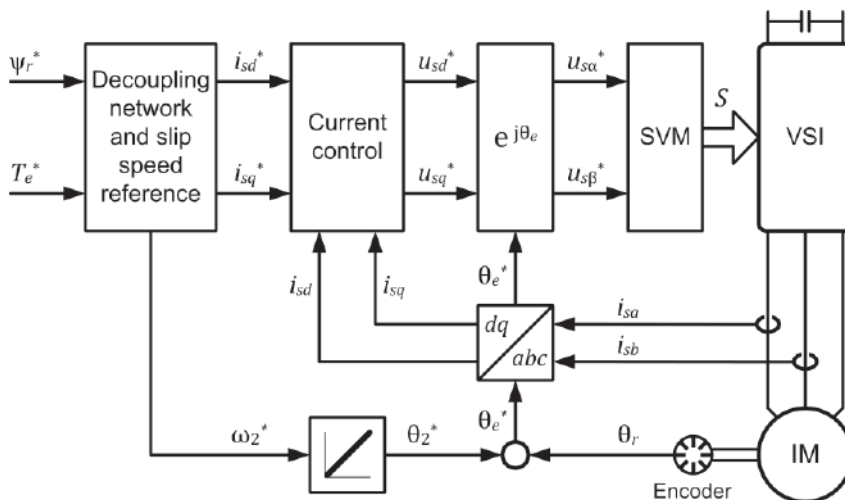 ψr* isd* usd* usα*
Decoupling
network
and slip
speed
reference
Current
control
e jθe
SVM
S
VSI
Te* isq* usq* usβ*
θe*
isd isq
dq
abc
isa
isb
θe*
ω2* θ2* θr
IM
Encoder